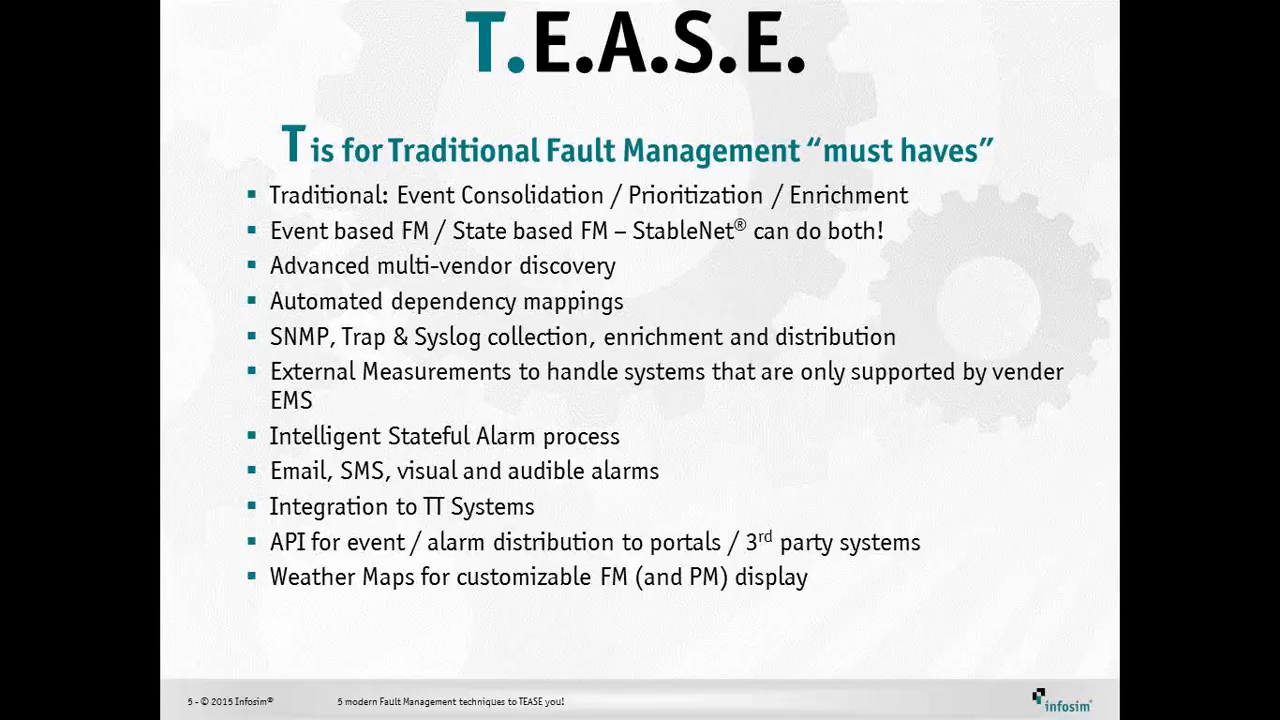 T.E.A.S.E.
T is for Traditional Fault Management “must haves”
▪ Traditional: Event Consolidation / Prioritization / Enrichment
▪ Event based FM / State based FM – StableNet® can do both!
▪ Advanced multi-vendor discovery
▪ Automated dependency mappings
▪ SNMP, Trap & Syslog collection, enrichment and distribution
▪ External Measurements to handle systems that are only supported by vender
EMS
▪ Intelligent Stateful Alarm process
▪ Email, SMS, visual and audible alarms
▪ Integration to TT Systems
▪ API for event / alarm distribution to portals / 3rd party systems
▪ Weather Maps for customizable FM (and PM) display
5 - © 2015 Infosim®
5 modern Fault Management techniques to TEASE you!
infosim®